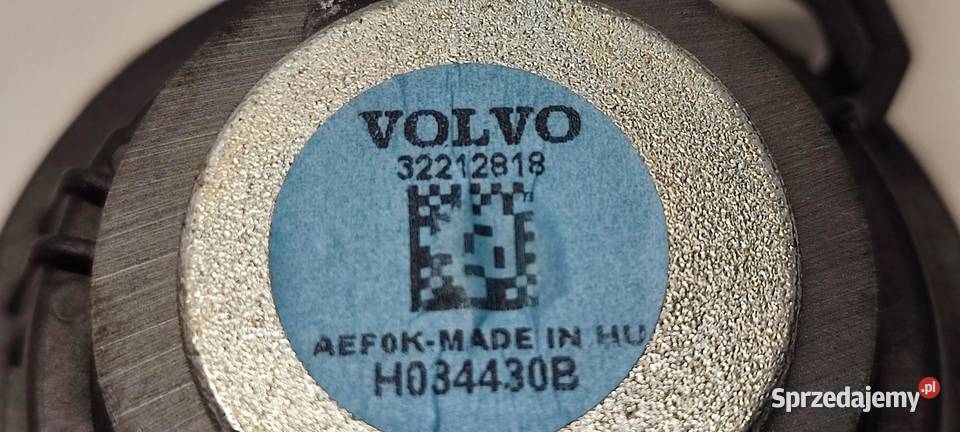 VOLVO
32212818
AEF0K-MADE IN HU
H034430B
Sprzedajemy.pl